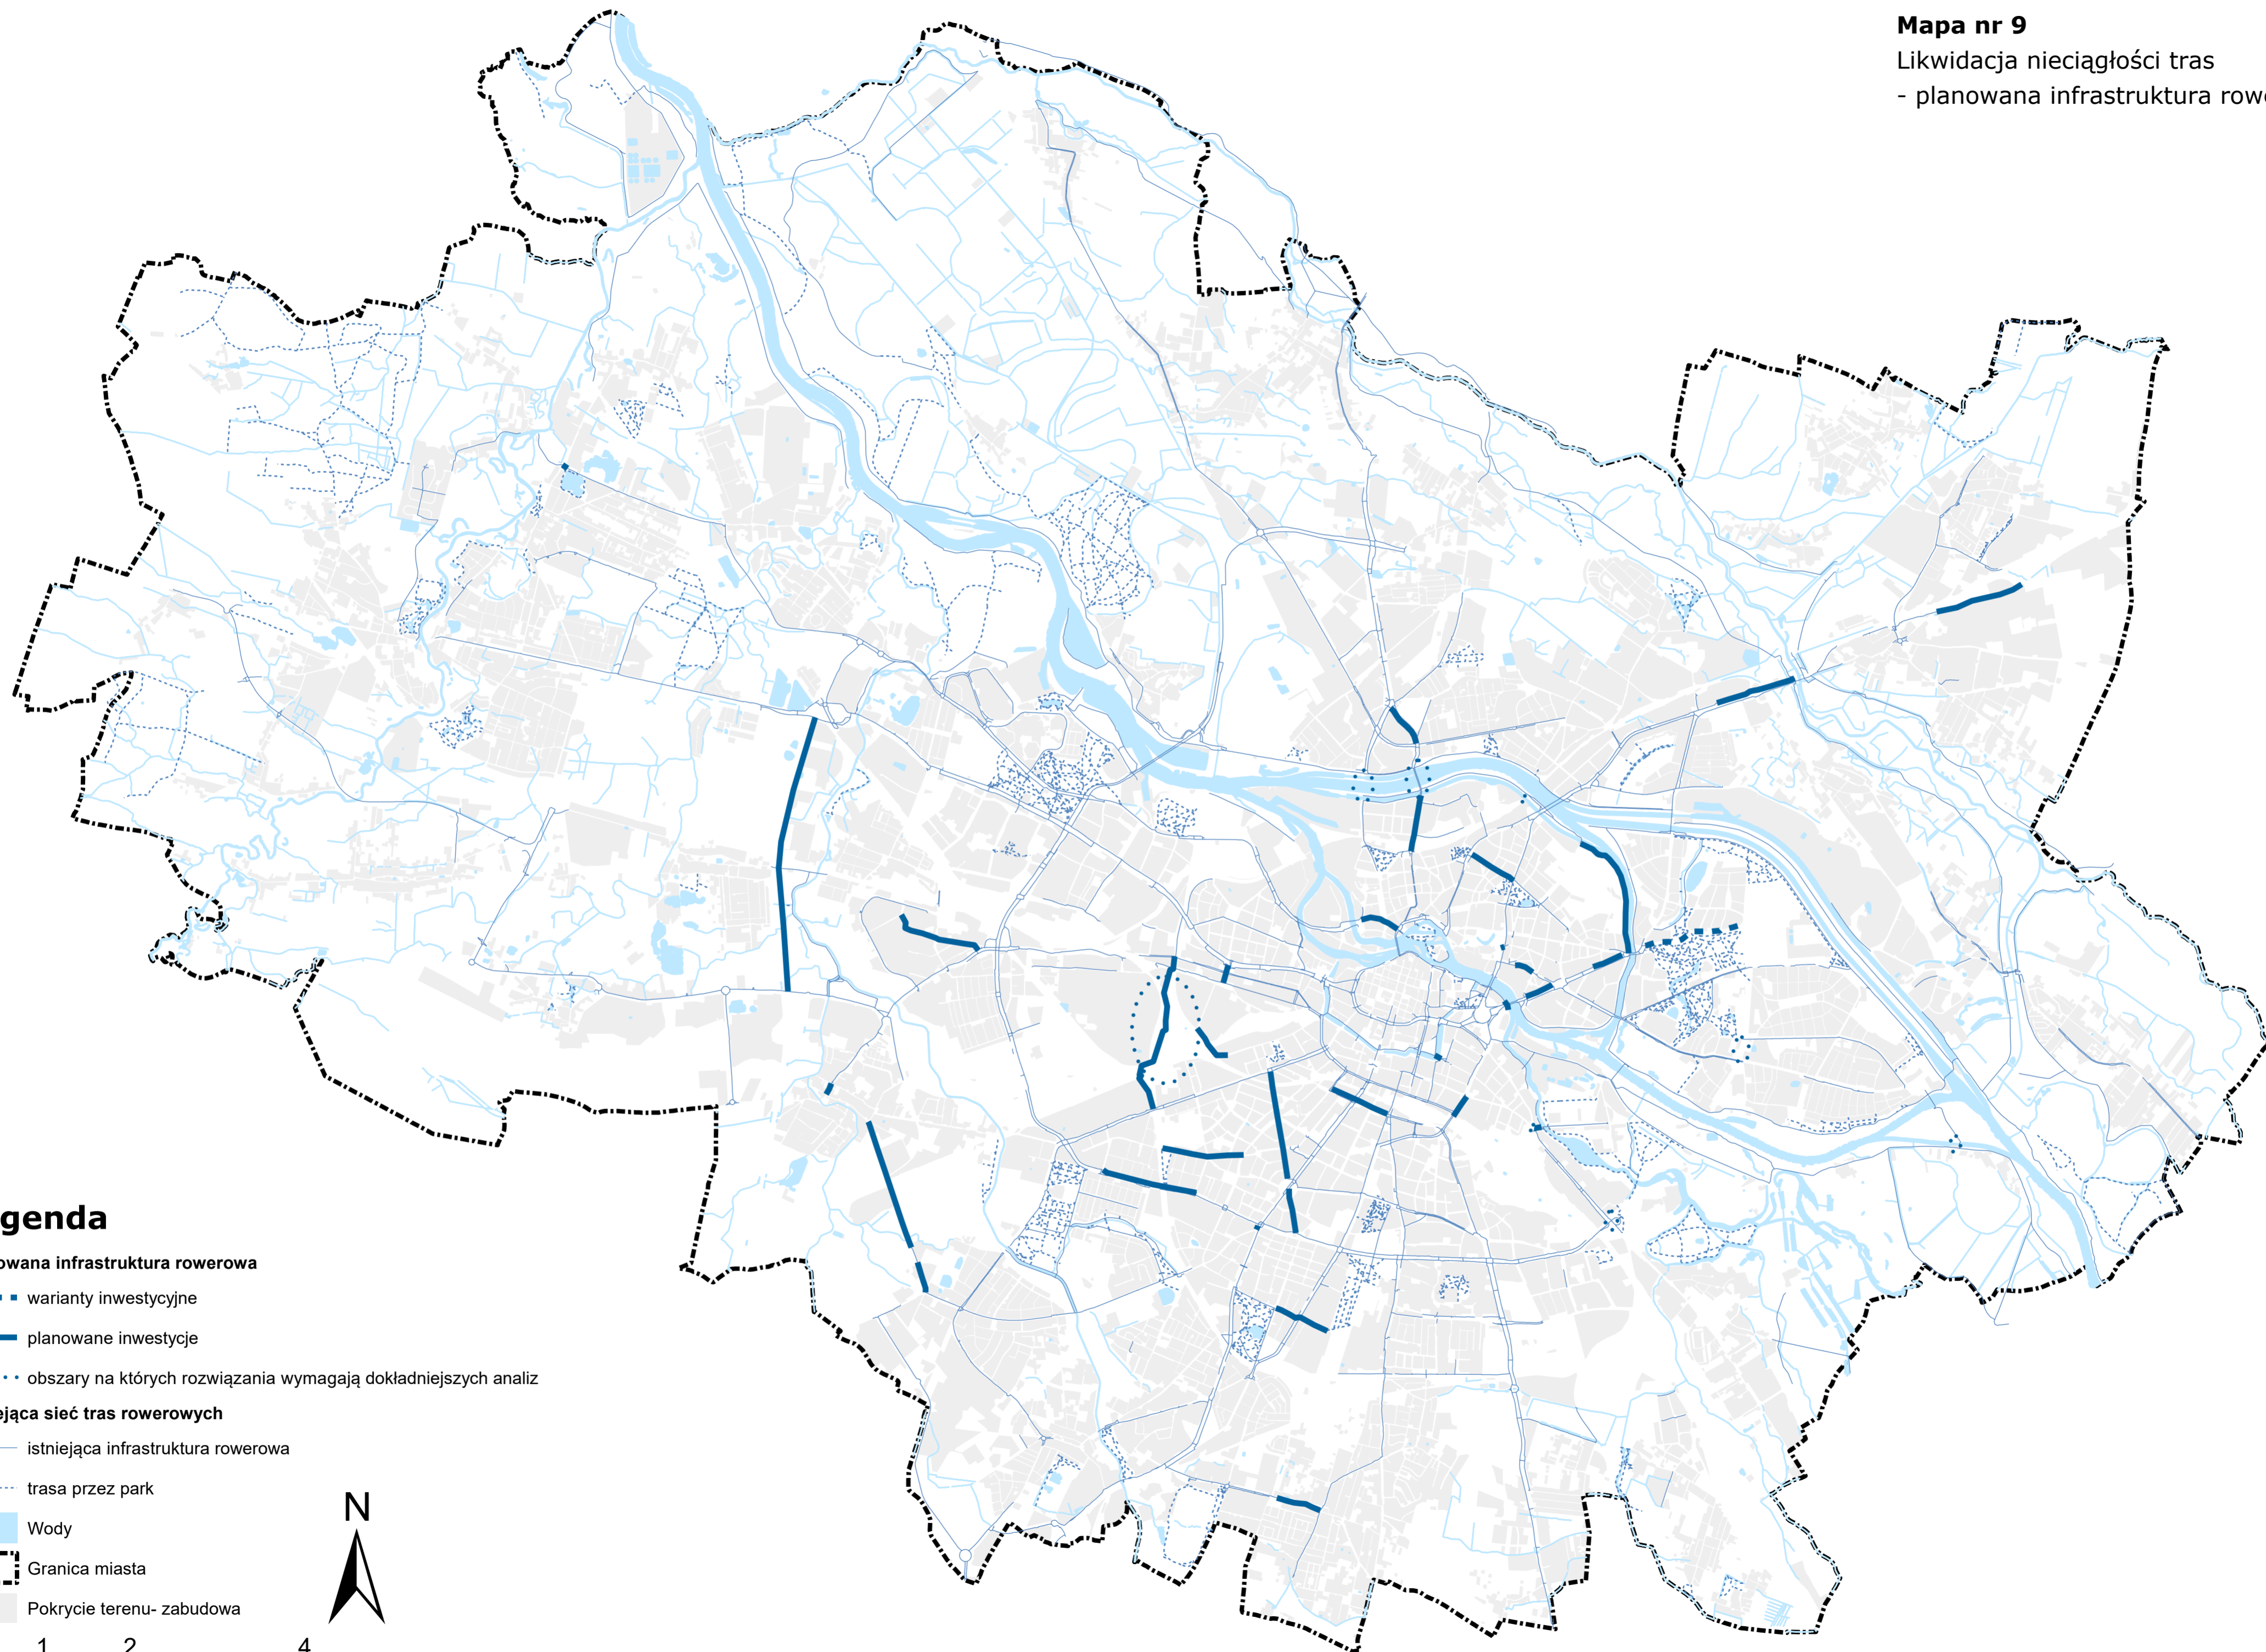 Mapa nr 9
Likwidacja nieciągłości tras
- planowana infrastruktura rowe
genda
owana infrastruktura rowerowa
warianty inwestycyjne
planowane inwestycje
obszary na których rozwiązania wymagają dokładniejszych analiz
ejąca sieć tras rowerowych
istniejąca infrastruktura rowerowa
trasa przez park
Wody
Granica miasta
Pokrycie terenu- zabudowa
N
1 2 4